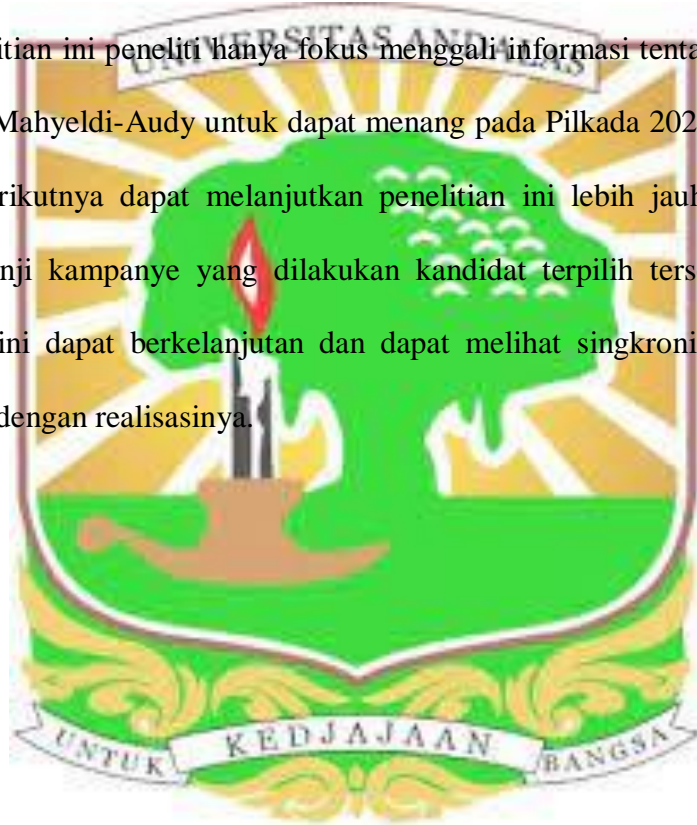 UNIVERSITAS ANDALAS
itian ini peneliti hanya fokus menggali informasi tenta
Mahyeldi-Audy untuk dapat menang pada Pilkada 202
rikutnya dapat melanjutkan penelitian ini lebih jauh
nji kampanye yang dilakukan kandidat terpilih ters
ini dapat berkelanjutan dan dapat melihat singkroni
dengan realisasinya.
UNTUK KEDJAJAAN BANGSA